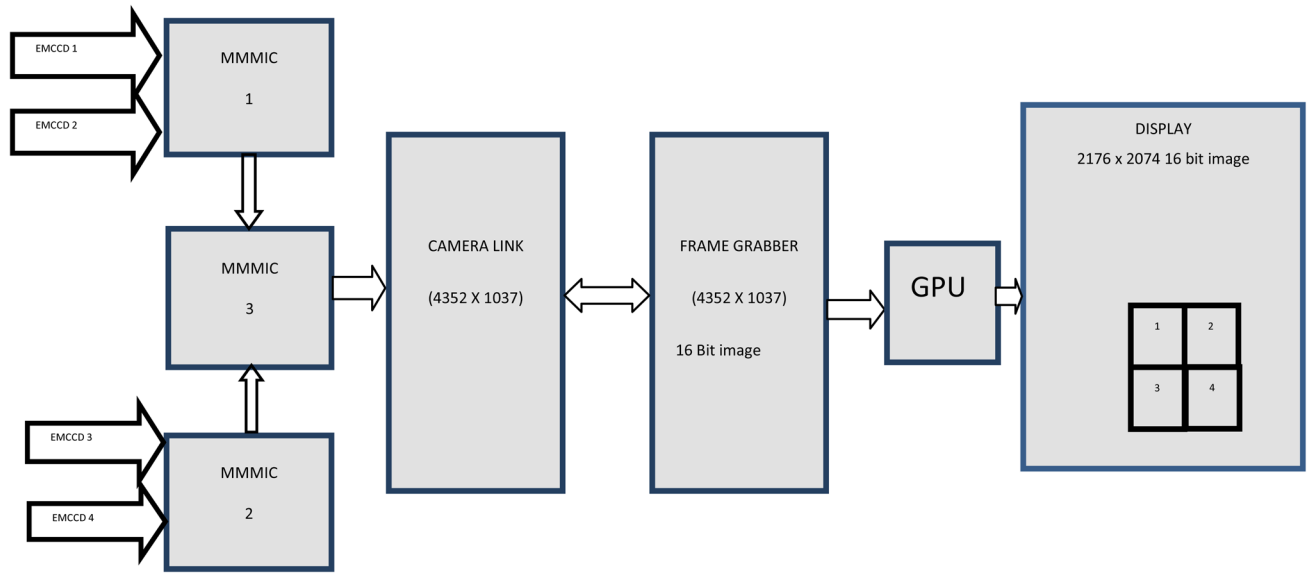 EMCCD 1
EMCCD 2
MMMIC
1
MMMIC
3
EMCCD 3
EMCCD 4
MMMIC
2
CAMERA LINK
(4352 X 1037)
FRAME GRABBER
(4352 X 1037)
16 Bit image
GPU
DISPLAY
2176 x 2074 16 bit image
1 2
3 4